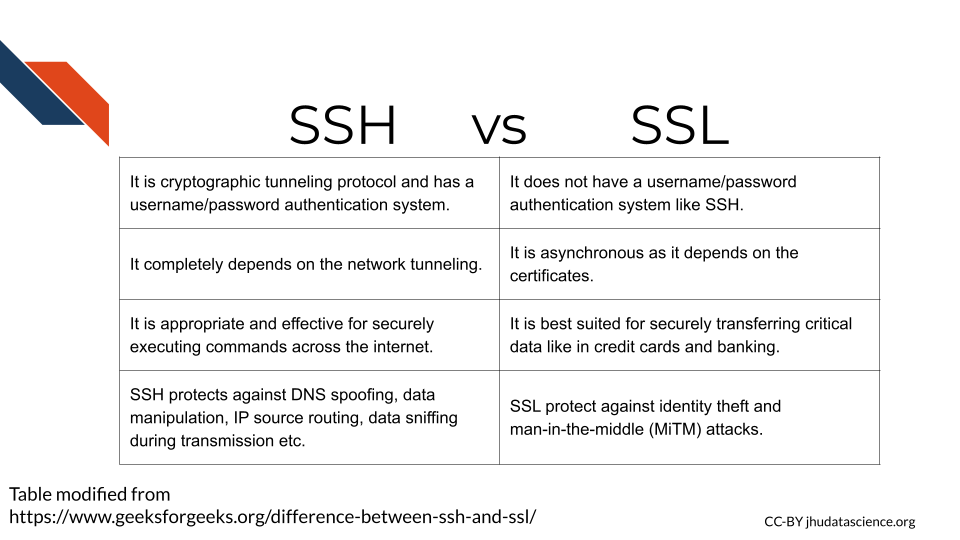 SSH vs SSL
It is cryptographic tunneling protocol and has a
username/password authentication system.
It does not have a username/password
authentication system like SSH.
It completely depends on the network tunneling.
It is asynchronous as it depends on the
certificates.
It is appropriate and effective for securely
executing commands across the internet.
It is best suited for securely transferring critical
data like in credit cards and banking.
SSH protects against DNS spoofing, data
manipulation, IP source routing, data sniffing
during transmission etc.
SSL protect against identity theft and
man-in-the-middle (MiTM) attacks.
Table modified from
https://www.geeksforgeeks.org/difference-between-ssh-and-ssl/
CC-BY jhudatascience.org